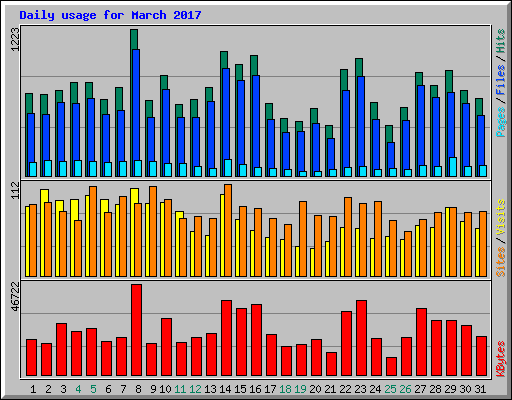 Daily usage for March 2017
1223
Pages / Files / Hits
112
Sites / Visits
46722
KBytes
1 2 3 4 5 6 7 8 9 10 11 12 13 14 15 16 17 18 19 20 21 22 23 24 25 26 27 28 29 30 31